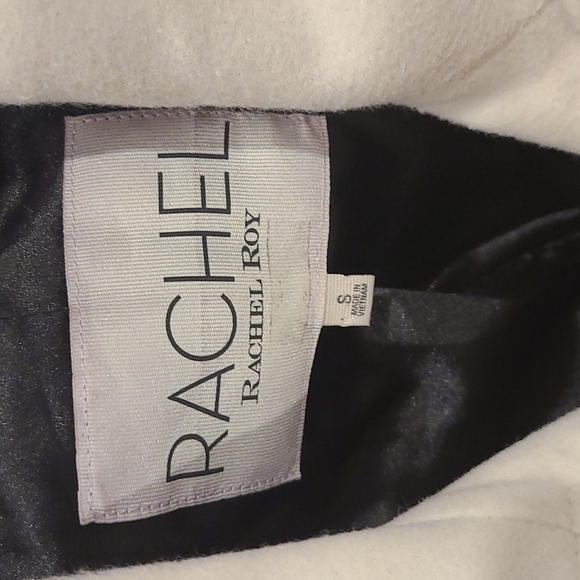 RACHEL
RACHEL ROY
S
MADE IN
VIETNAM